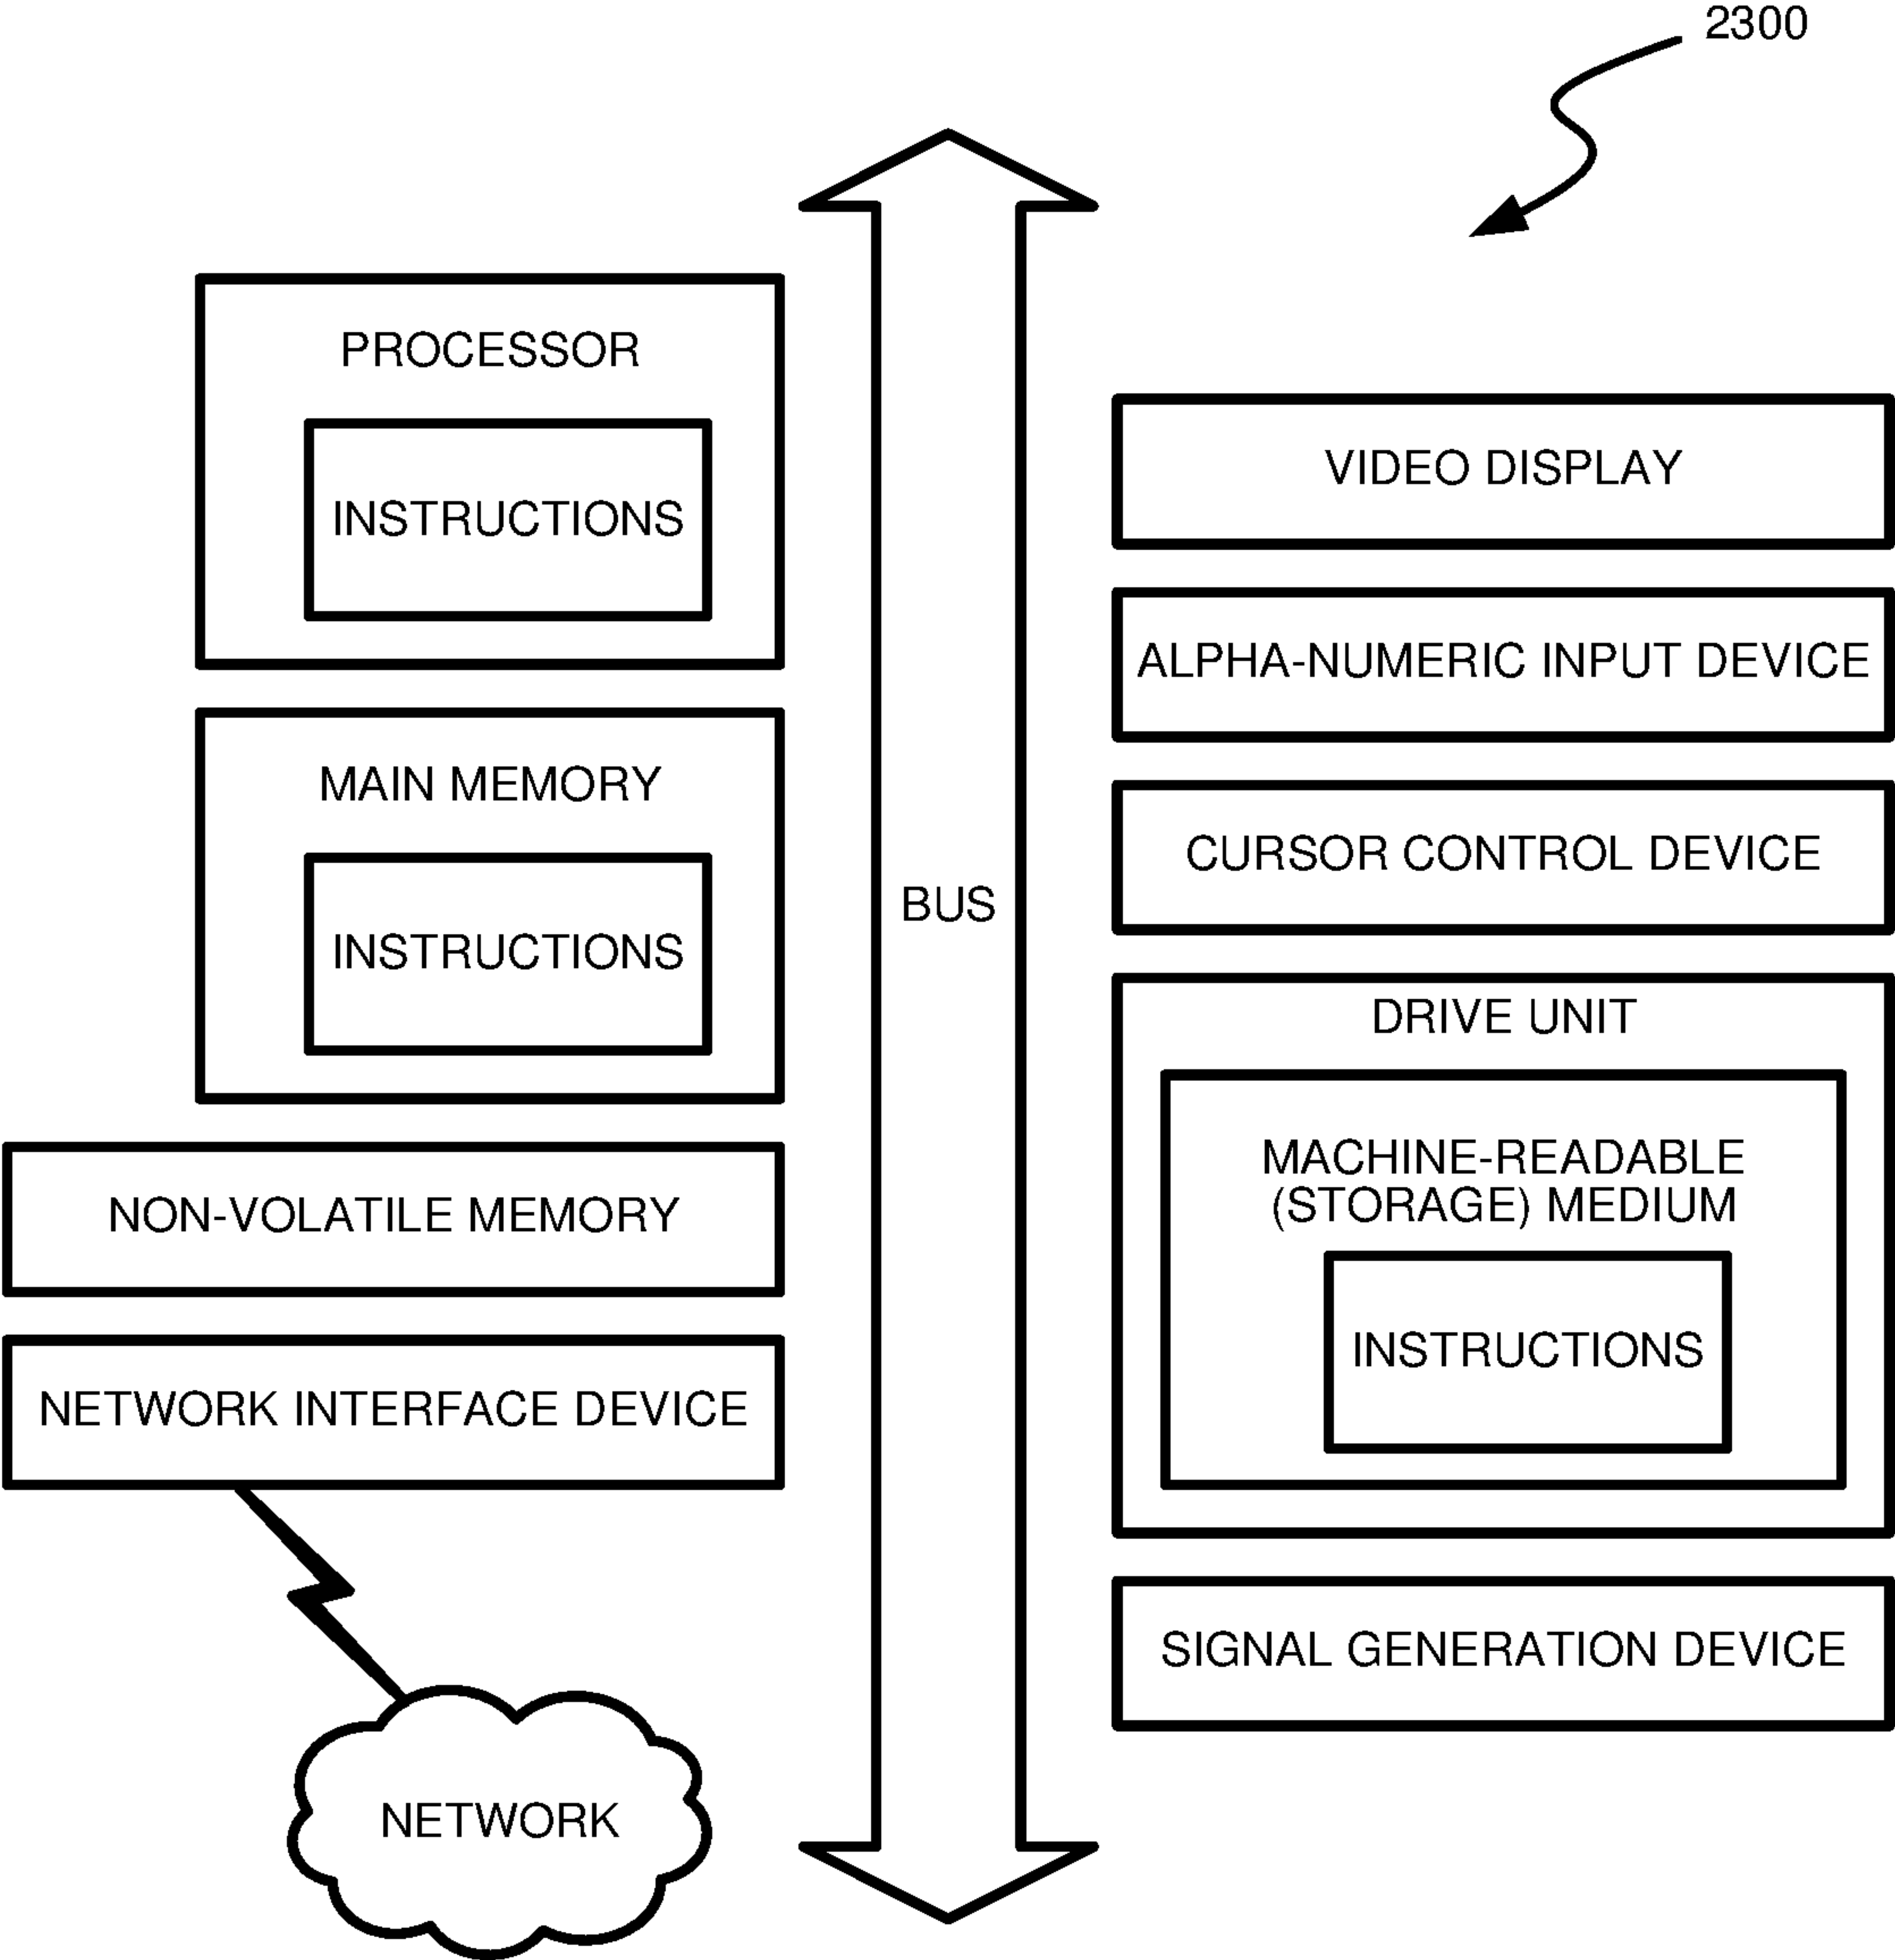 2300
PROCESSOR
INSTRUCTIONS
MAIN MEMORY
INSTRUCTIONS
NON-VOLATILE MEMORY
NETWORK INTERFACE DEVICE
NETWORK
BUS
VIDEO DISPLAY
ALPHA-NUMERIC INPUT DEVICE
CURSOR CONTROL DEVICE
DRIVE UNIT
MACHINE-READABLE
(STORAGE) MEDIUM
INSTRUCTIONS
SIGNAL GENERATION DEVICE